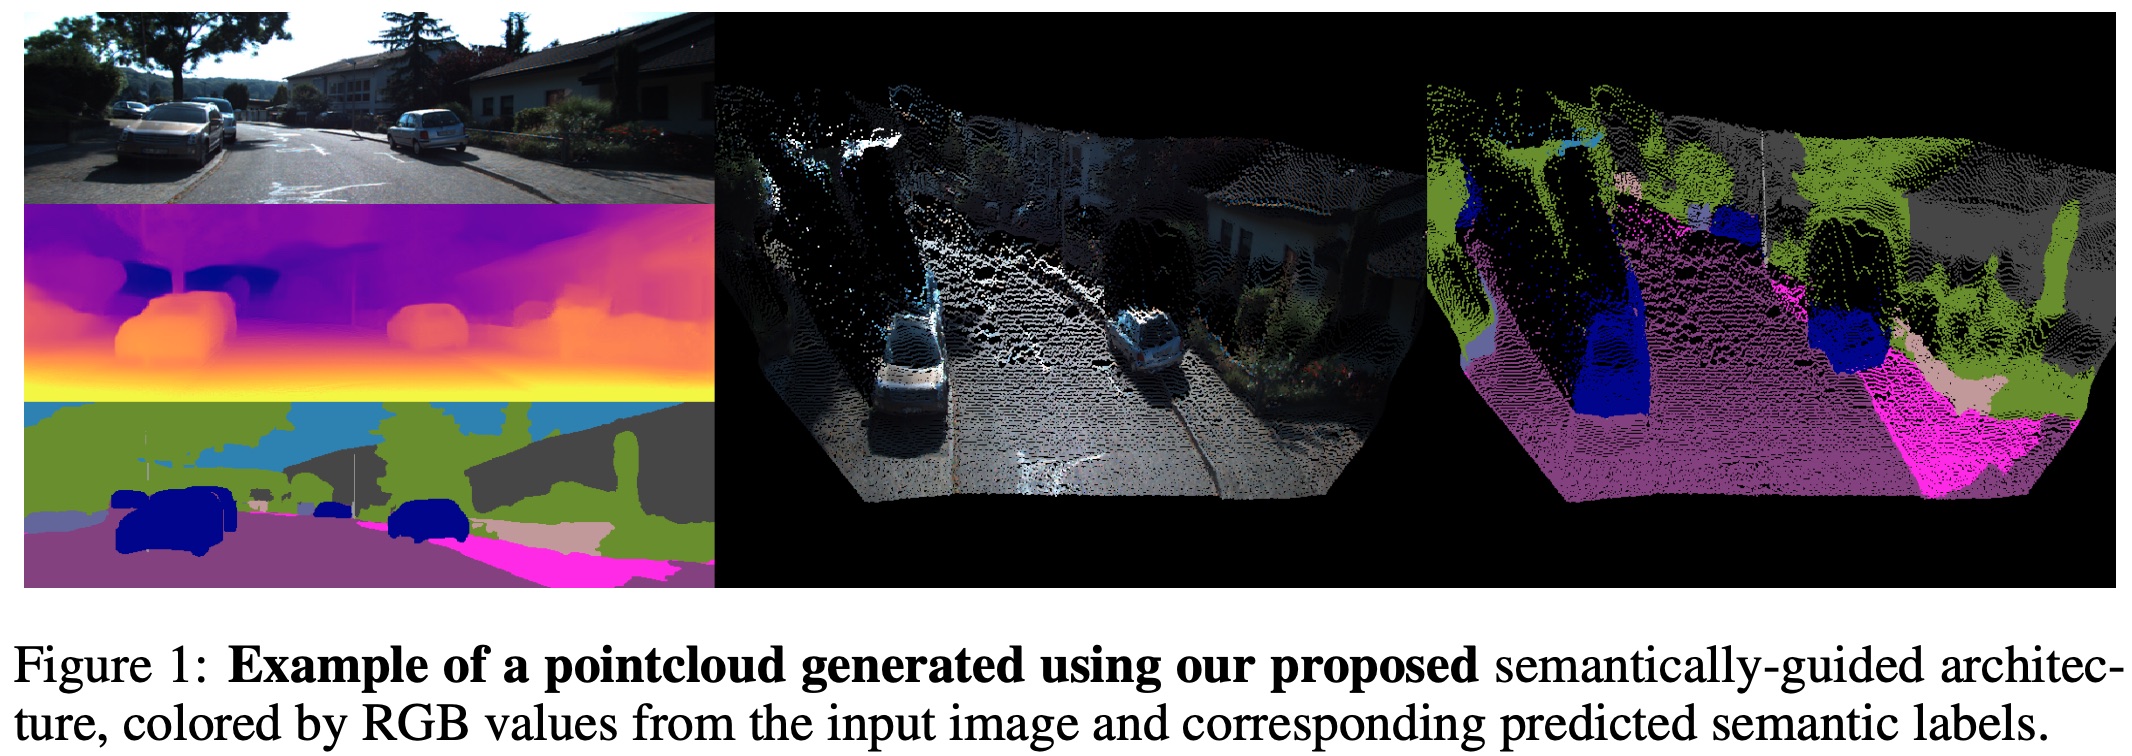 Figure 1: Example of a pointcloud generated using our proposed semantically-guided architec-
ture, colored by RGB values from the input image and corresponding predicted semantic labels.